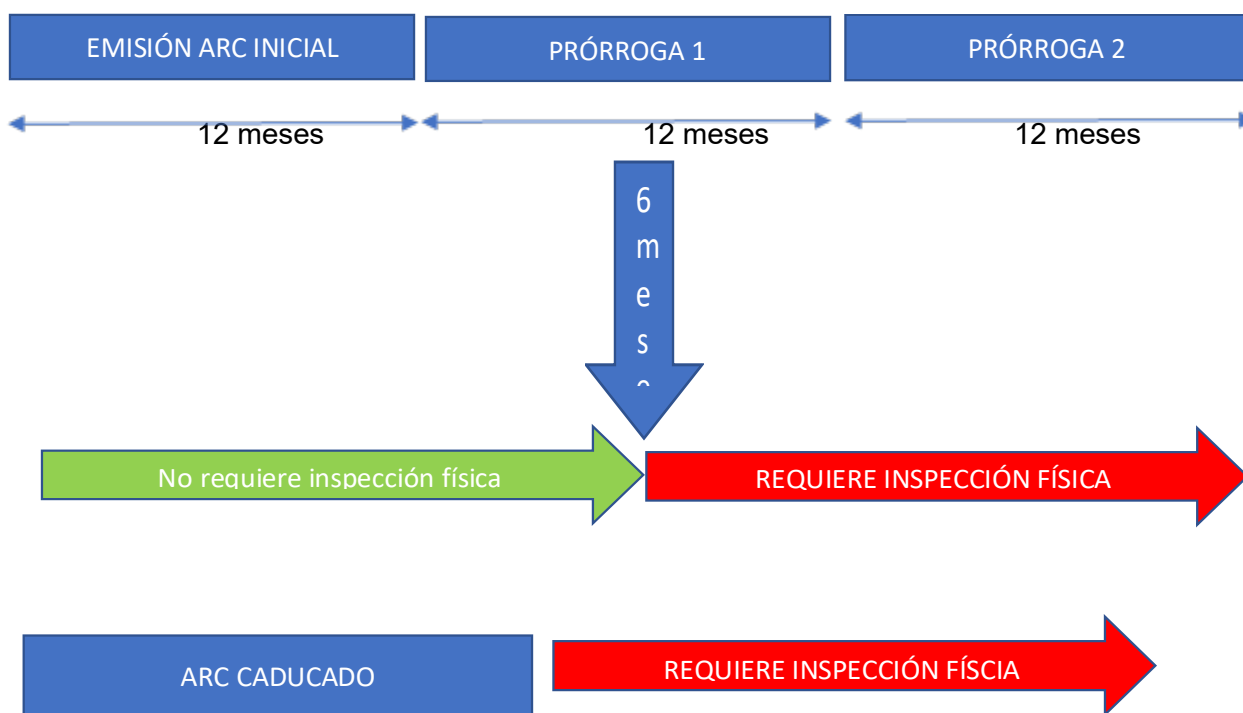 EMISIÓN ARC INICIAL
PRÓRROGA 1
PRÓRROGA 2
12 meses
12 meses
12 meses
6
m
e
s
No requiere inspección física
REQUIERE INSPECCIÓN FÍSICA
ARC CADUCADO
REQUIERE INSPECCIÓN FÍSCIA